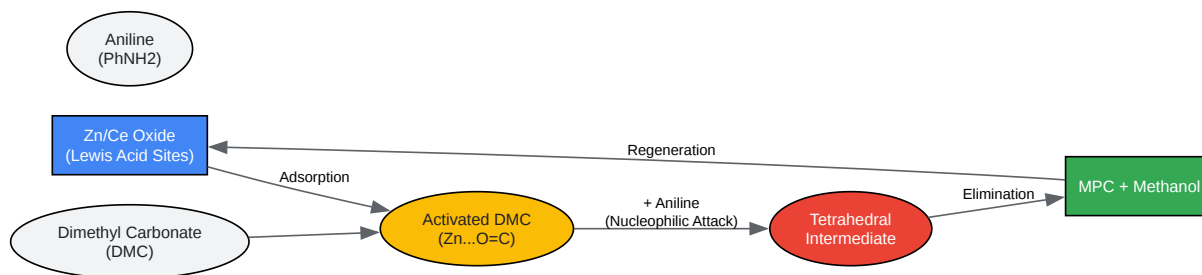 Aniline
(PhNH2)
Zn/Ce Oxide
(Lewis Acid Sites)
Regeneration
Adsorption
MPC + Methanol
Elimination
+ Aniline
(Nucleophilic Attack)
Activated DMC
(Zn...O=C)
Tetrahedral
Intermediate
Dimethyl Carbonate
(DMC)